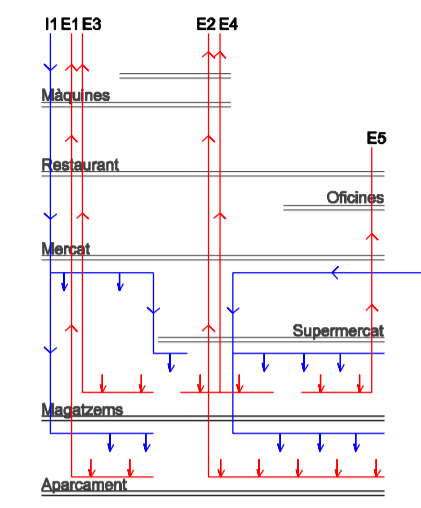 I1 E1 E3 E2 E4
Màquines
E5
Restaurant
Oficines
Mercat
Supermercat
Magatzems
Aparcament